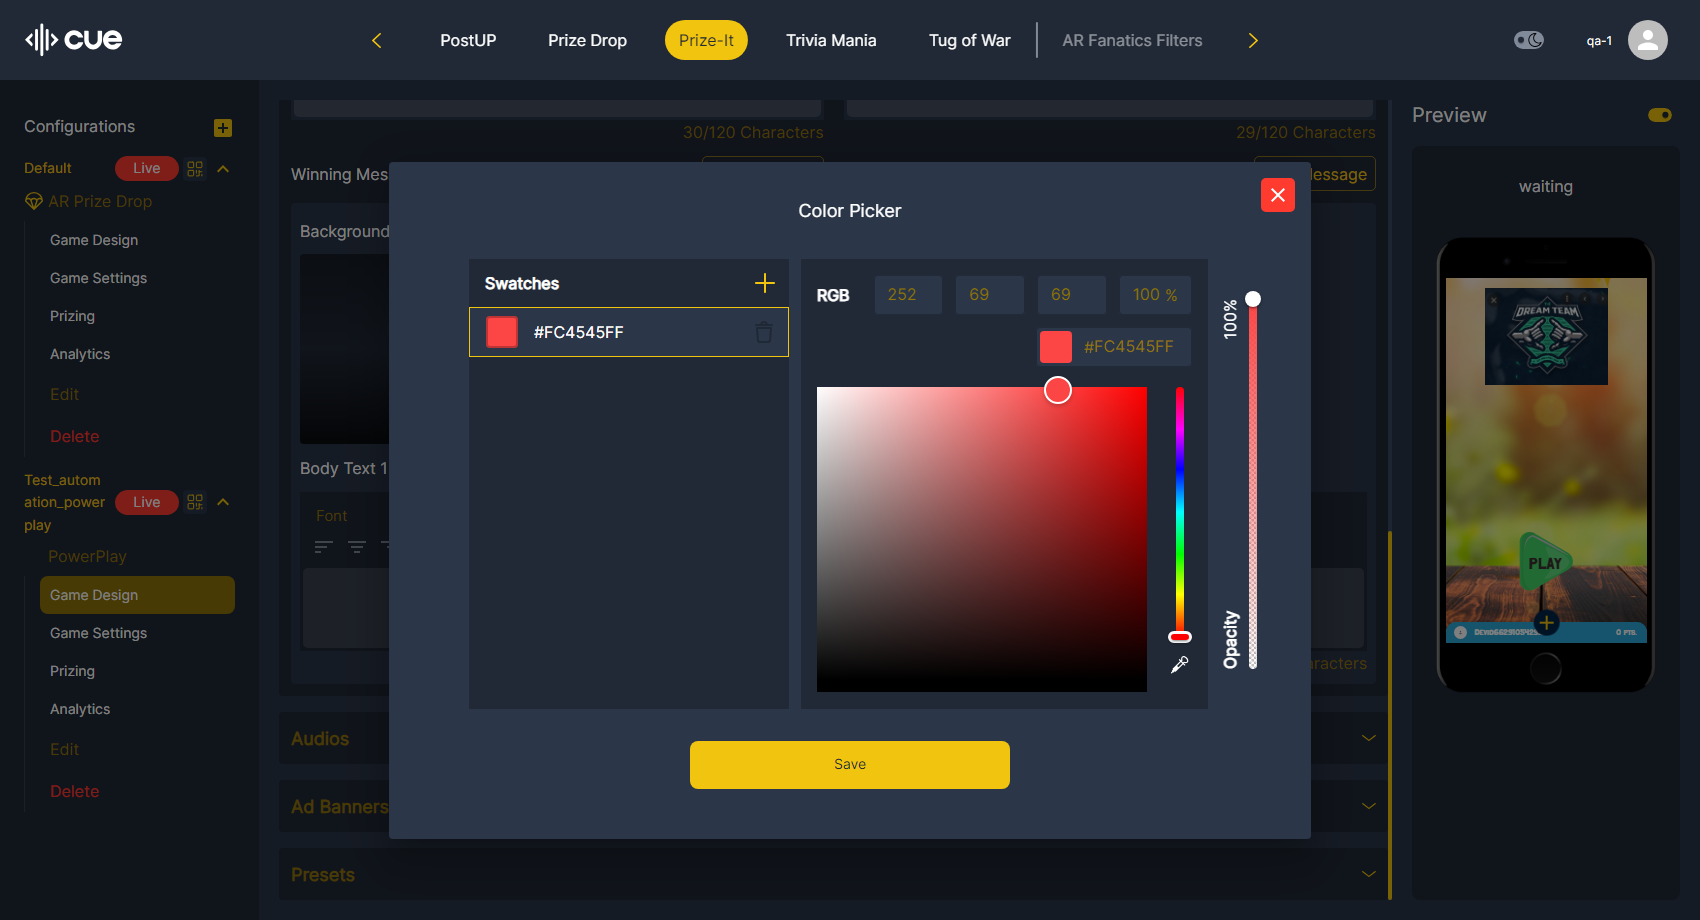 cue
PostUP
Prize Drop
Prize-It
Trivia Mania
Tug of War
AR Fanatics Filters
qa-1
Configurations
Default
Live
AR Prize Drop
Game Design
Game Settings
Prizing
Analytics
Edit
Delete
Test_autom
ation_power
play
Live
PowerPlay
Game Design
Game Settings
Prizing
Analytics
Edit
Delete
30/120 Characters
29/120 Characters
Winning Mes
essage
Background
Body Text 1
Font
racters
Audios
Ad Banners
Presets
Color Picker
Swatches
#FC4545FF
RGB
252
69
69
100 %
#FC4545FF
100%
Opacity
Save
Preview
waiting
DREAM TEAM
PLAY
0 PTS.